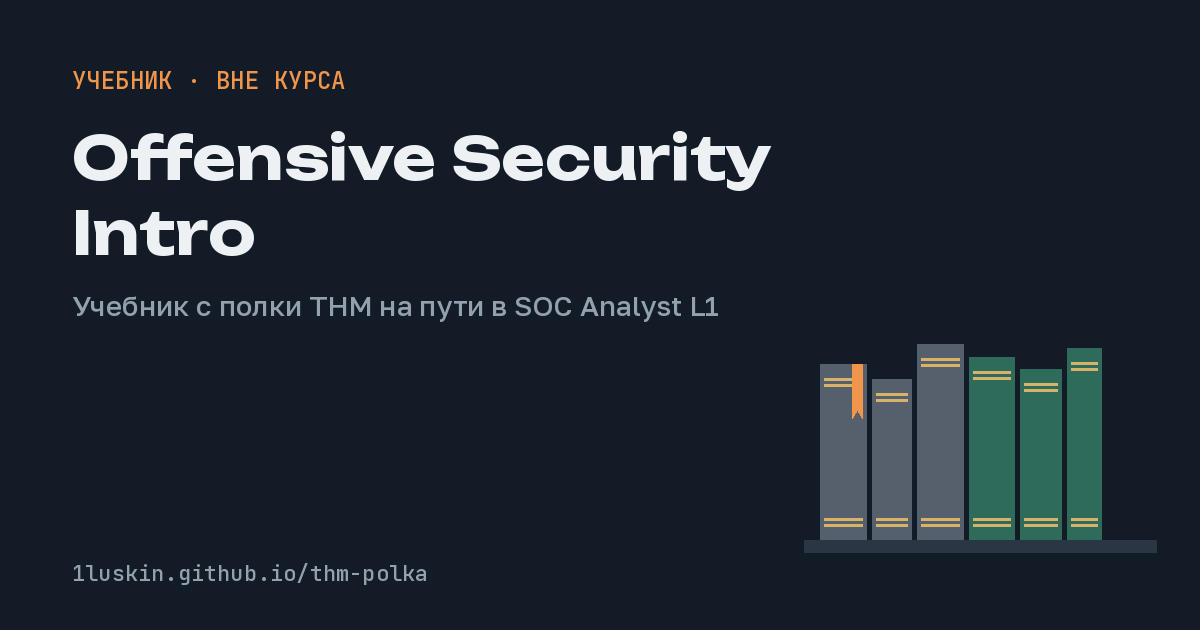 УЧЕБНИК · ВНЕ КУРСА
Offensive Security
Intro
Учебник с полки THM на пути в SOC Analyst L1
1luskin.github.io/thm-polka